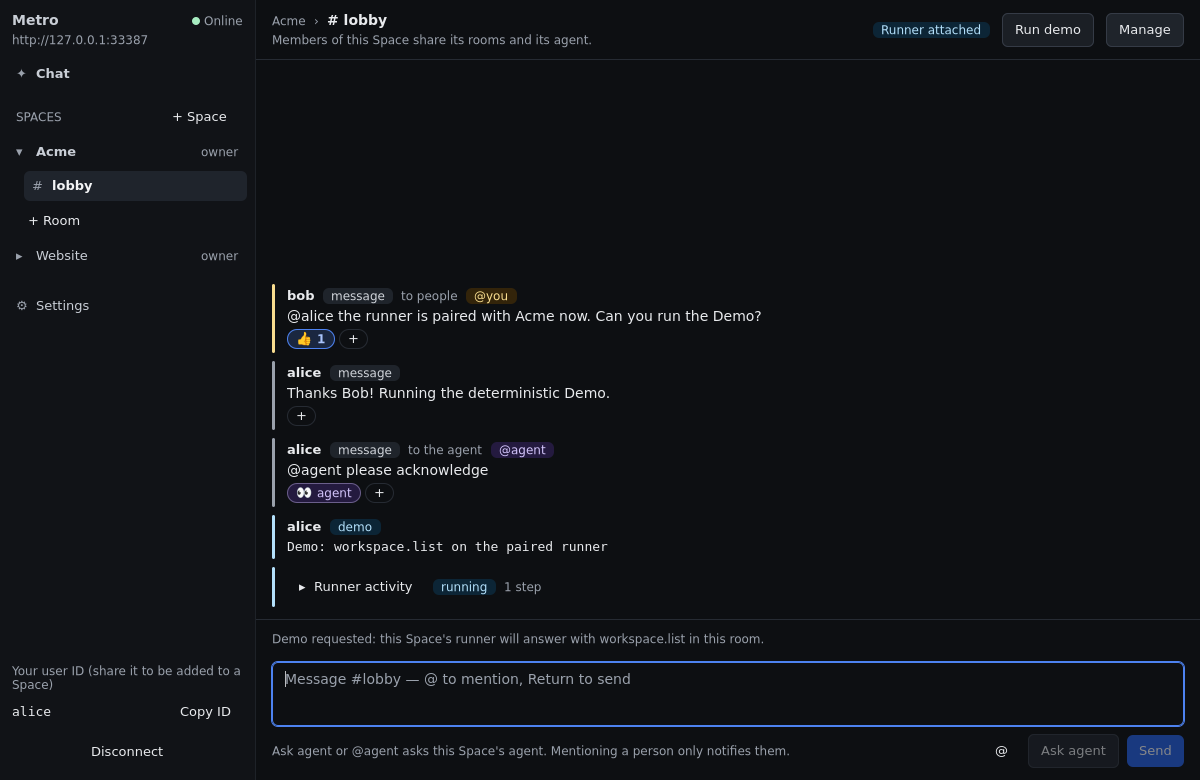 Metro
Online
http://127.0.0.1:33387
Chat
SPACES
+ Space
Acme
owner
# lobby
+ Room
Website
owner
Settings
Your user ID (share it to be added to a
Space)
alice
Copy ID
Disconnect
Acme › # lobby
Members of this Space share its rooms and its agent.
Runner attached
Run demo
Manage
bob message to people @you
@alice the runner is paired with Acme now. Can you run the Demo?
👍 1 +
alice message
Thanks Bob! Running the deterministic Demo.
+
alice message to the agent @agent
@agent please acknowledge
👀 agent +
alice demo
Demo: workspace.list on the paired runner
Runner activity running 1 step
Demo requested: this Space's runner will answer with workspace.list in this room.
Message #lobby — @ to mention, Return to send
Ask agent or @agent asks this Space's agent. Mentioning a person only notifies them.
@
Ask agent
Send